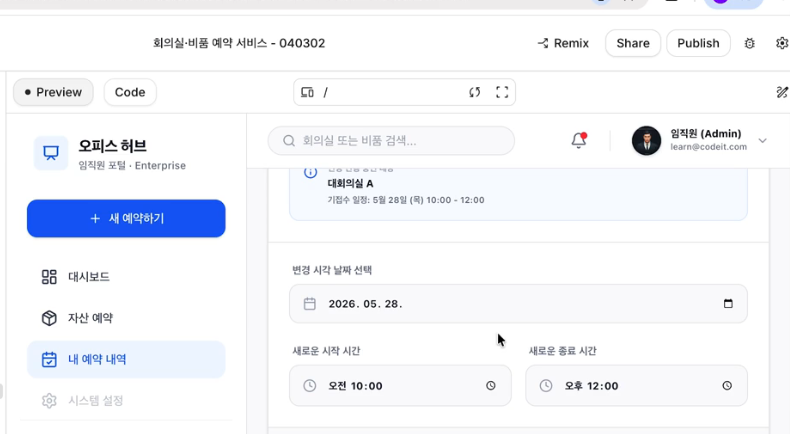 회의실·비품 예약 서비스 - 040302
Remix
Share
Publish
Preview
Code
/
오피스 허브
임직원 포털 · Enterprise
회의실 또는 비품 검색...
임직원 (Admin)
learn@codeit.com
+ 새 예약하기
대시보드
자산 예약
내 예약 내역
시스템 설정
대회의실 A
기접수 일정: 5월 28일 (목) 10:00 - 12:00
변경 시각 날짜 선택
2026. 05. 28.
새로운 시작 시간
새로운 종료 시간
오전 10:00
오후 12:00